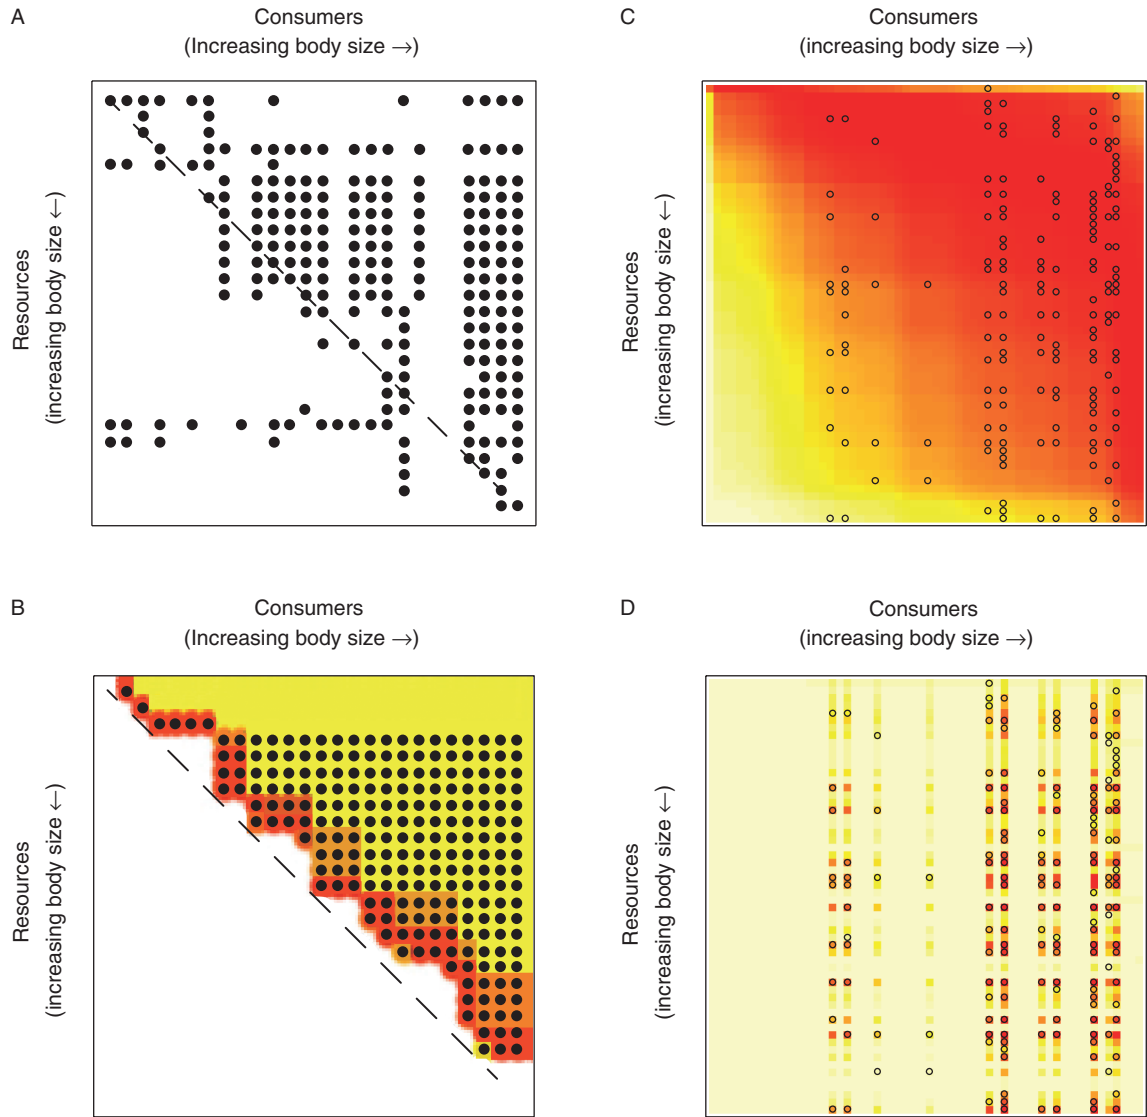 A
Consumers
(Increasing body size →)
Resources
(increasing body size ←)
C
Consumers
(increasing body size →)
Resources
(increasing body size ←)
B
Consumers
(Increasing body size →)
Resources
(increasing body size ←)
D
Consumers
(increasing body size →)
Resources
(increasing body size ←)